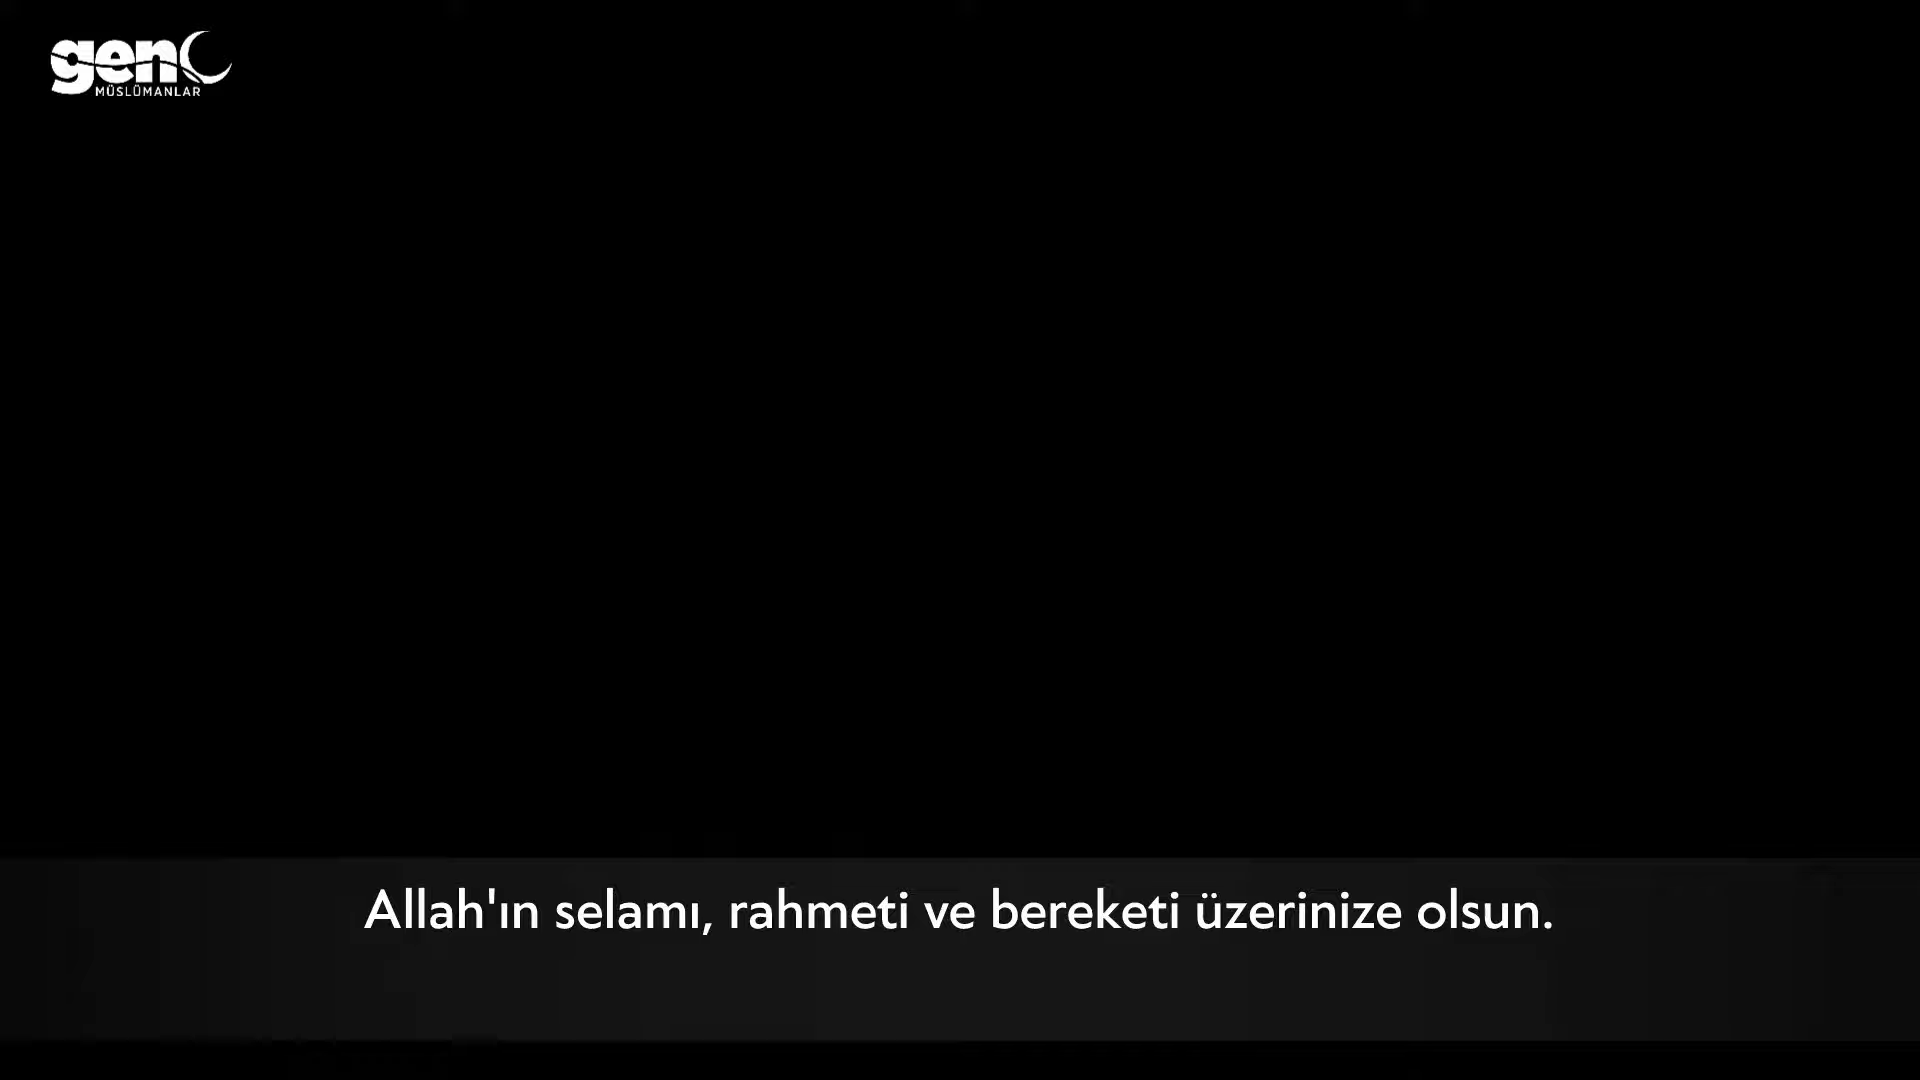 genç
MÜSLÜMANLAR
Allah'ın selamı, rahmeti ve bereketi üzerinize olsun.